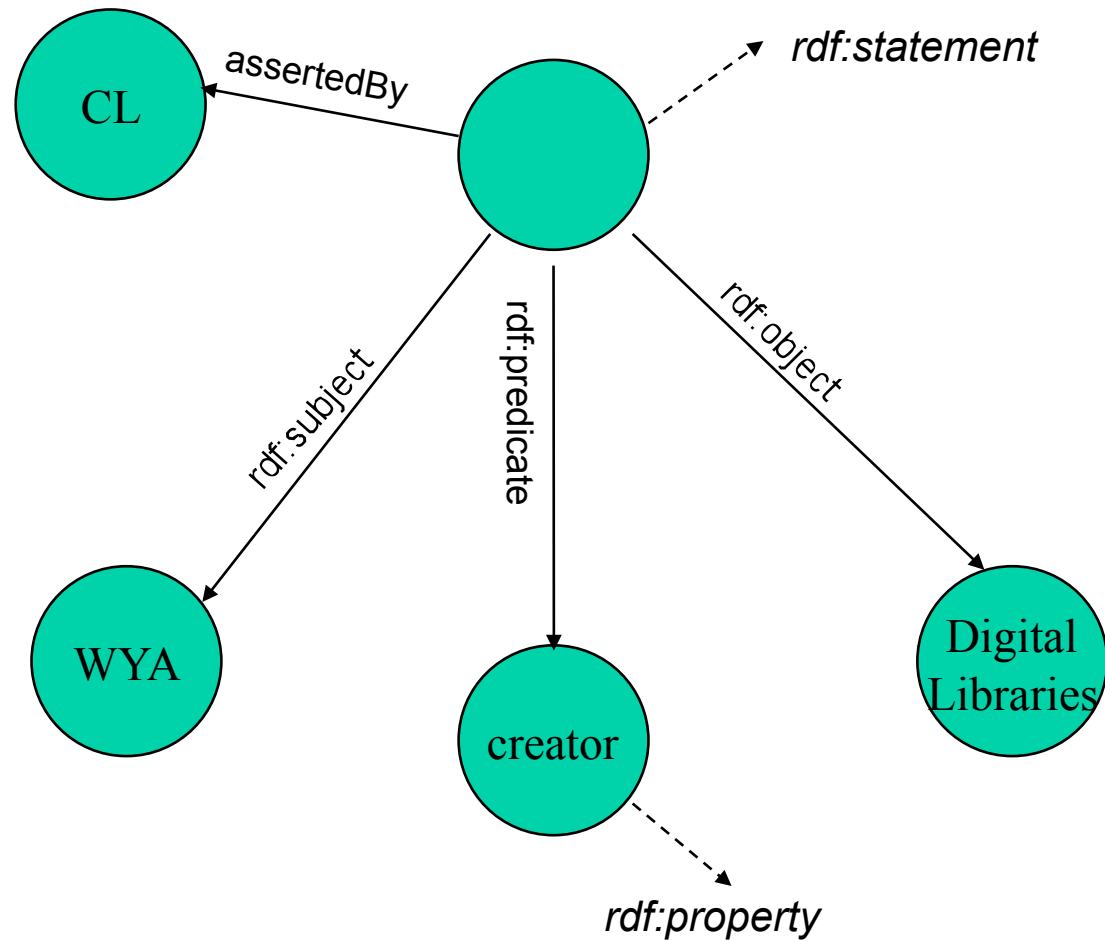 rdf:statement
assertedBy
CL
rdf:subject
rdf:predicate
rdf:object
WYA
creator
Digital
Libraries
rdf:property